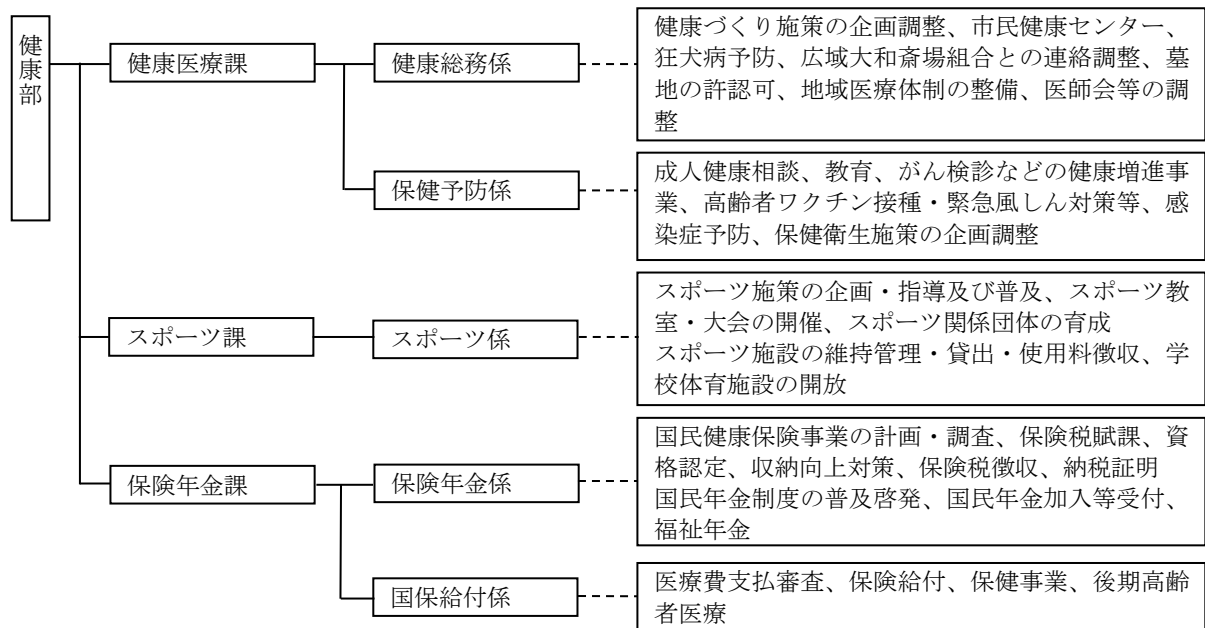 健康部
健康医療課
健康総務係
健康づくり施策の企画調整、市民健康センター、
狂犬病予防、広域大和斎場組合との連絡調整、墓
地の許認可、地域医療体制の整備、医師会等の調
整
保健予防係
成人健康相談、教育、がん検診などの健康増進事
業、高齢者ワクチン接種・緊急風しん対策等、感
染症予防、保健衛生施策の企画調整
スポーツ課
スポーツ係
スポーツ施策の企画・指導及び普及、スポーツ教
室・大会の開催、スポーツ関係団体の育成
スポーツ施設の維持管理・貸出・使用料徴収、学
校体育施設の開放
保険年金課
保険年金係
国民健康保険事業の計画・調査、保険税賦課、資
格認定、収納向上対策、保険税徴収、納税証明
国民年金制度の普及啓発、国民年金加入等受付、
福祉年金
国保給付係
医療費支払審査、保険給付、保健事業、後期高齢
者医療